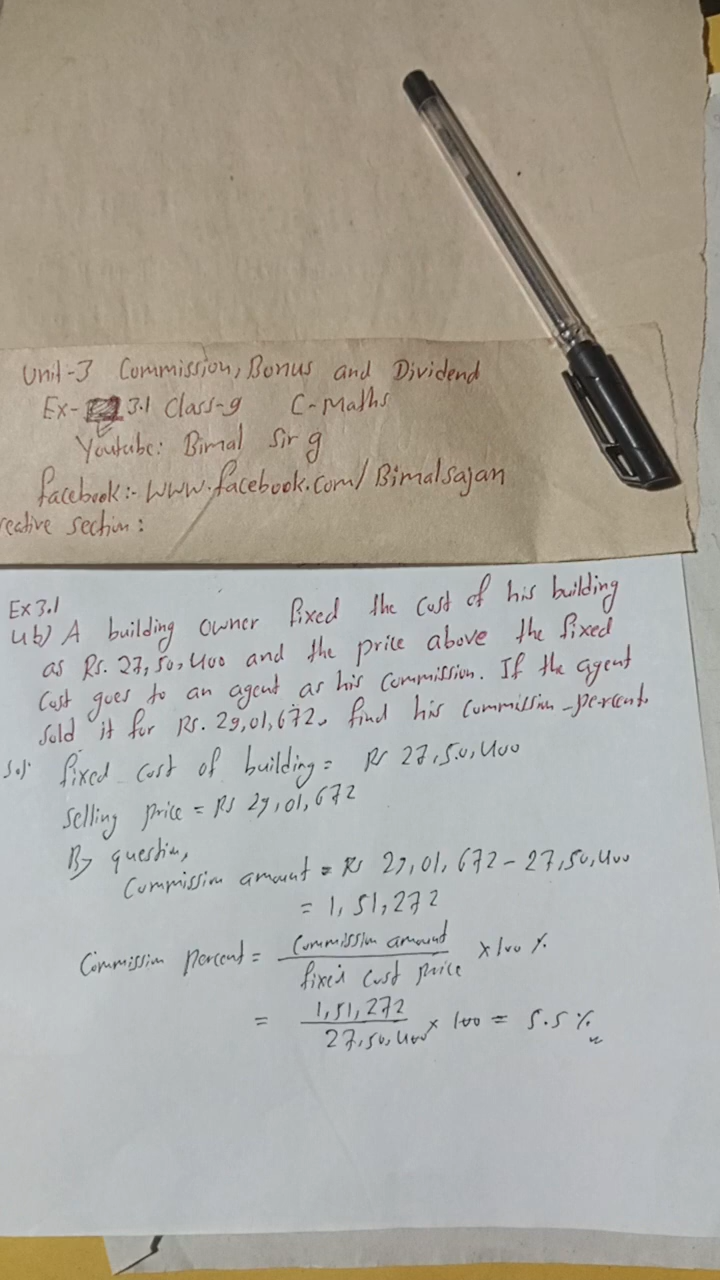 Unit-3 Commission, Bonus and Dividend
Ex- 3.1 Class-9 C-Maths
Youtube: Bimal Sir g
facebook:- www.facebook.com/Bimalsajan
reative section:
Ex 3.1
4b) A building owner fixed the cost of his building
as Rs. 27,50,400 and the price above the fixed
cost goes to an agent as his commission. If the agent
sold it for Rs. 29,01,672. find his commission-percent.
Sol: fixed cost of building = Rs 27,50,400
Selling price = Rs 29,01,672
By question,
Commission amount = Rs 29,01,672 - 27,50,400
= 1,51,272
Commission percent = Commission amount / fixed cost price × 100 %
= 1,51,272 / 27,50,400 × 100 = 5.5 %